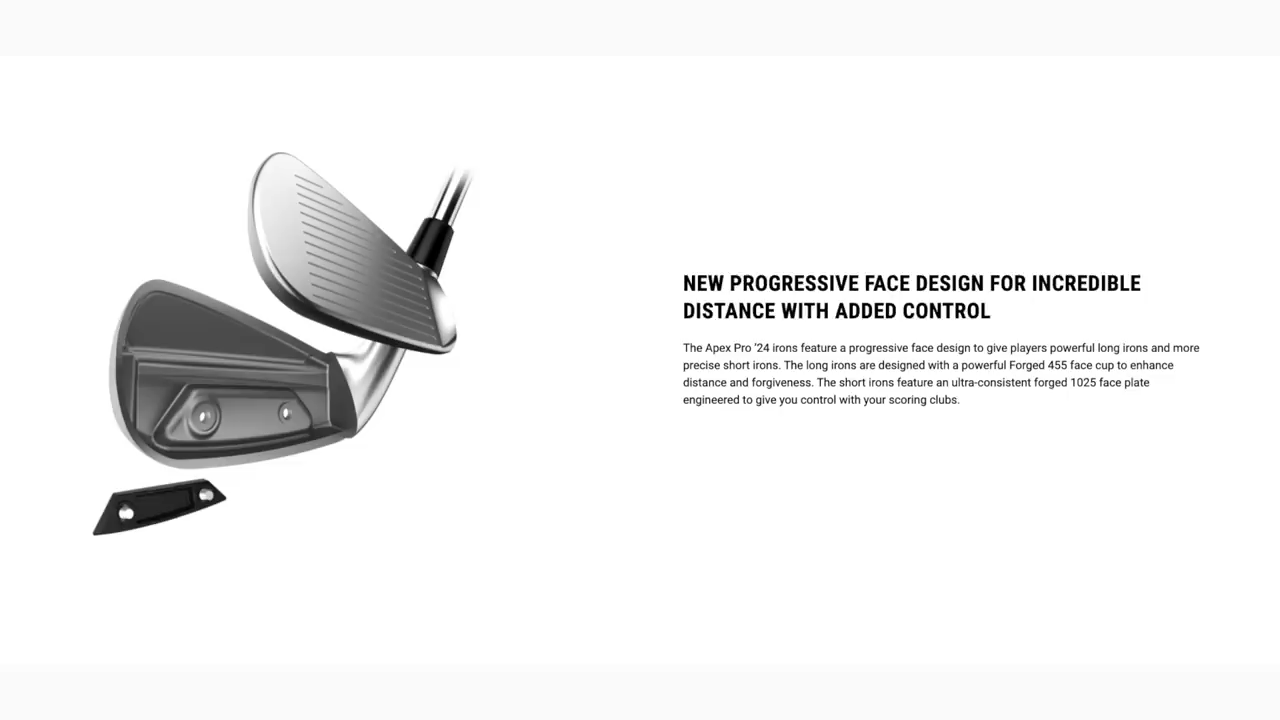 NEW PROGRESSIVE FACE DESIGN FOR INCREDIBLE
DISTANCE WITH ADDED CONTROL
The Apex Pro ’24 irons feature a progressive face design to give players powerful long irons and more
precise short irons. The long irons are designed with a powerful Forged 455 face cup to enhance
distance and forgiveness. The short irons feature an ultra-consistent forged 1025 face plate
engineered to give you control with your scoring clubs.